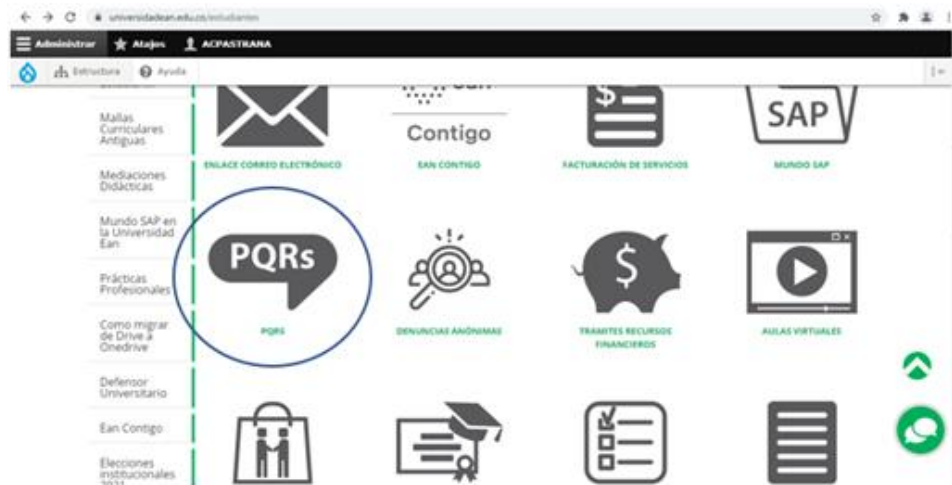 universidadean.edu.co/estudiantes
Administrar
Atajos
ACPASTRANA
Estructura
Ayuda
Mallas
Curriculares
Antiguas
Mediaciones
Didácticas
Mundo SAP en
la Universidad
Ean
Prácticas
Profesionales
Como migrar
de Drive a
Onedrive
Defensor
Universitario
Ean Contigo
Elecciones
institucionales
2021
Contigo
$
SAP
ENLACE CORREO ELECTRÓNICO
EAN CONTIGO
FACTURACIÓN DE SERVICIOS
MUNDO SAP
PQRs
$
PQRS
DENUNCIAS ANÓNIMAS
TRAMITES RECURSOS
FINANCIEROS
AULAS VIRTUALES